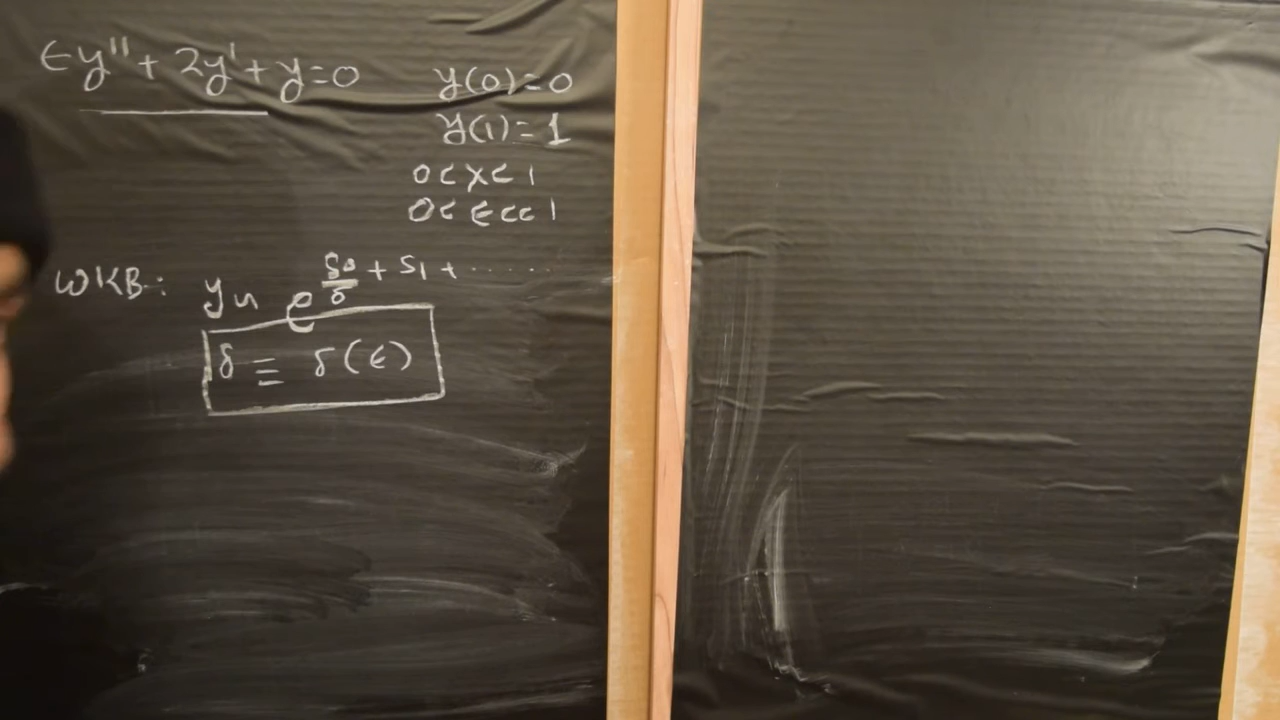 εy'' + 2y' + y = 0
y(0) = 0
y(1) = 1
0 < x < 1
0 < ε << 1
WKB: y ~ e^{S₀/δ + S₁ + ......}
δ ≡ δ(ε)